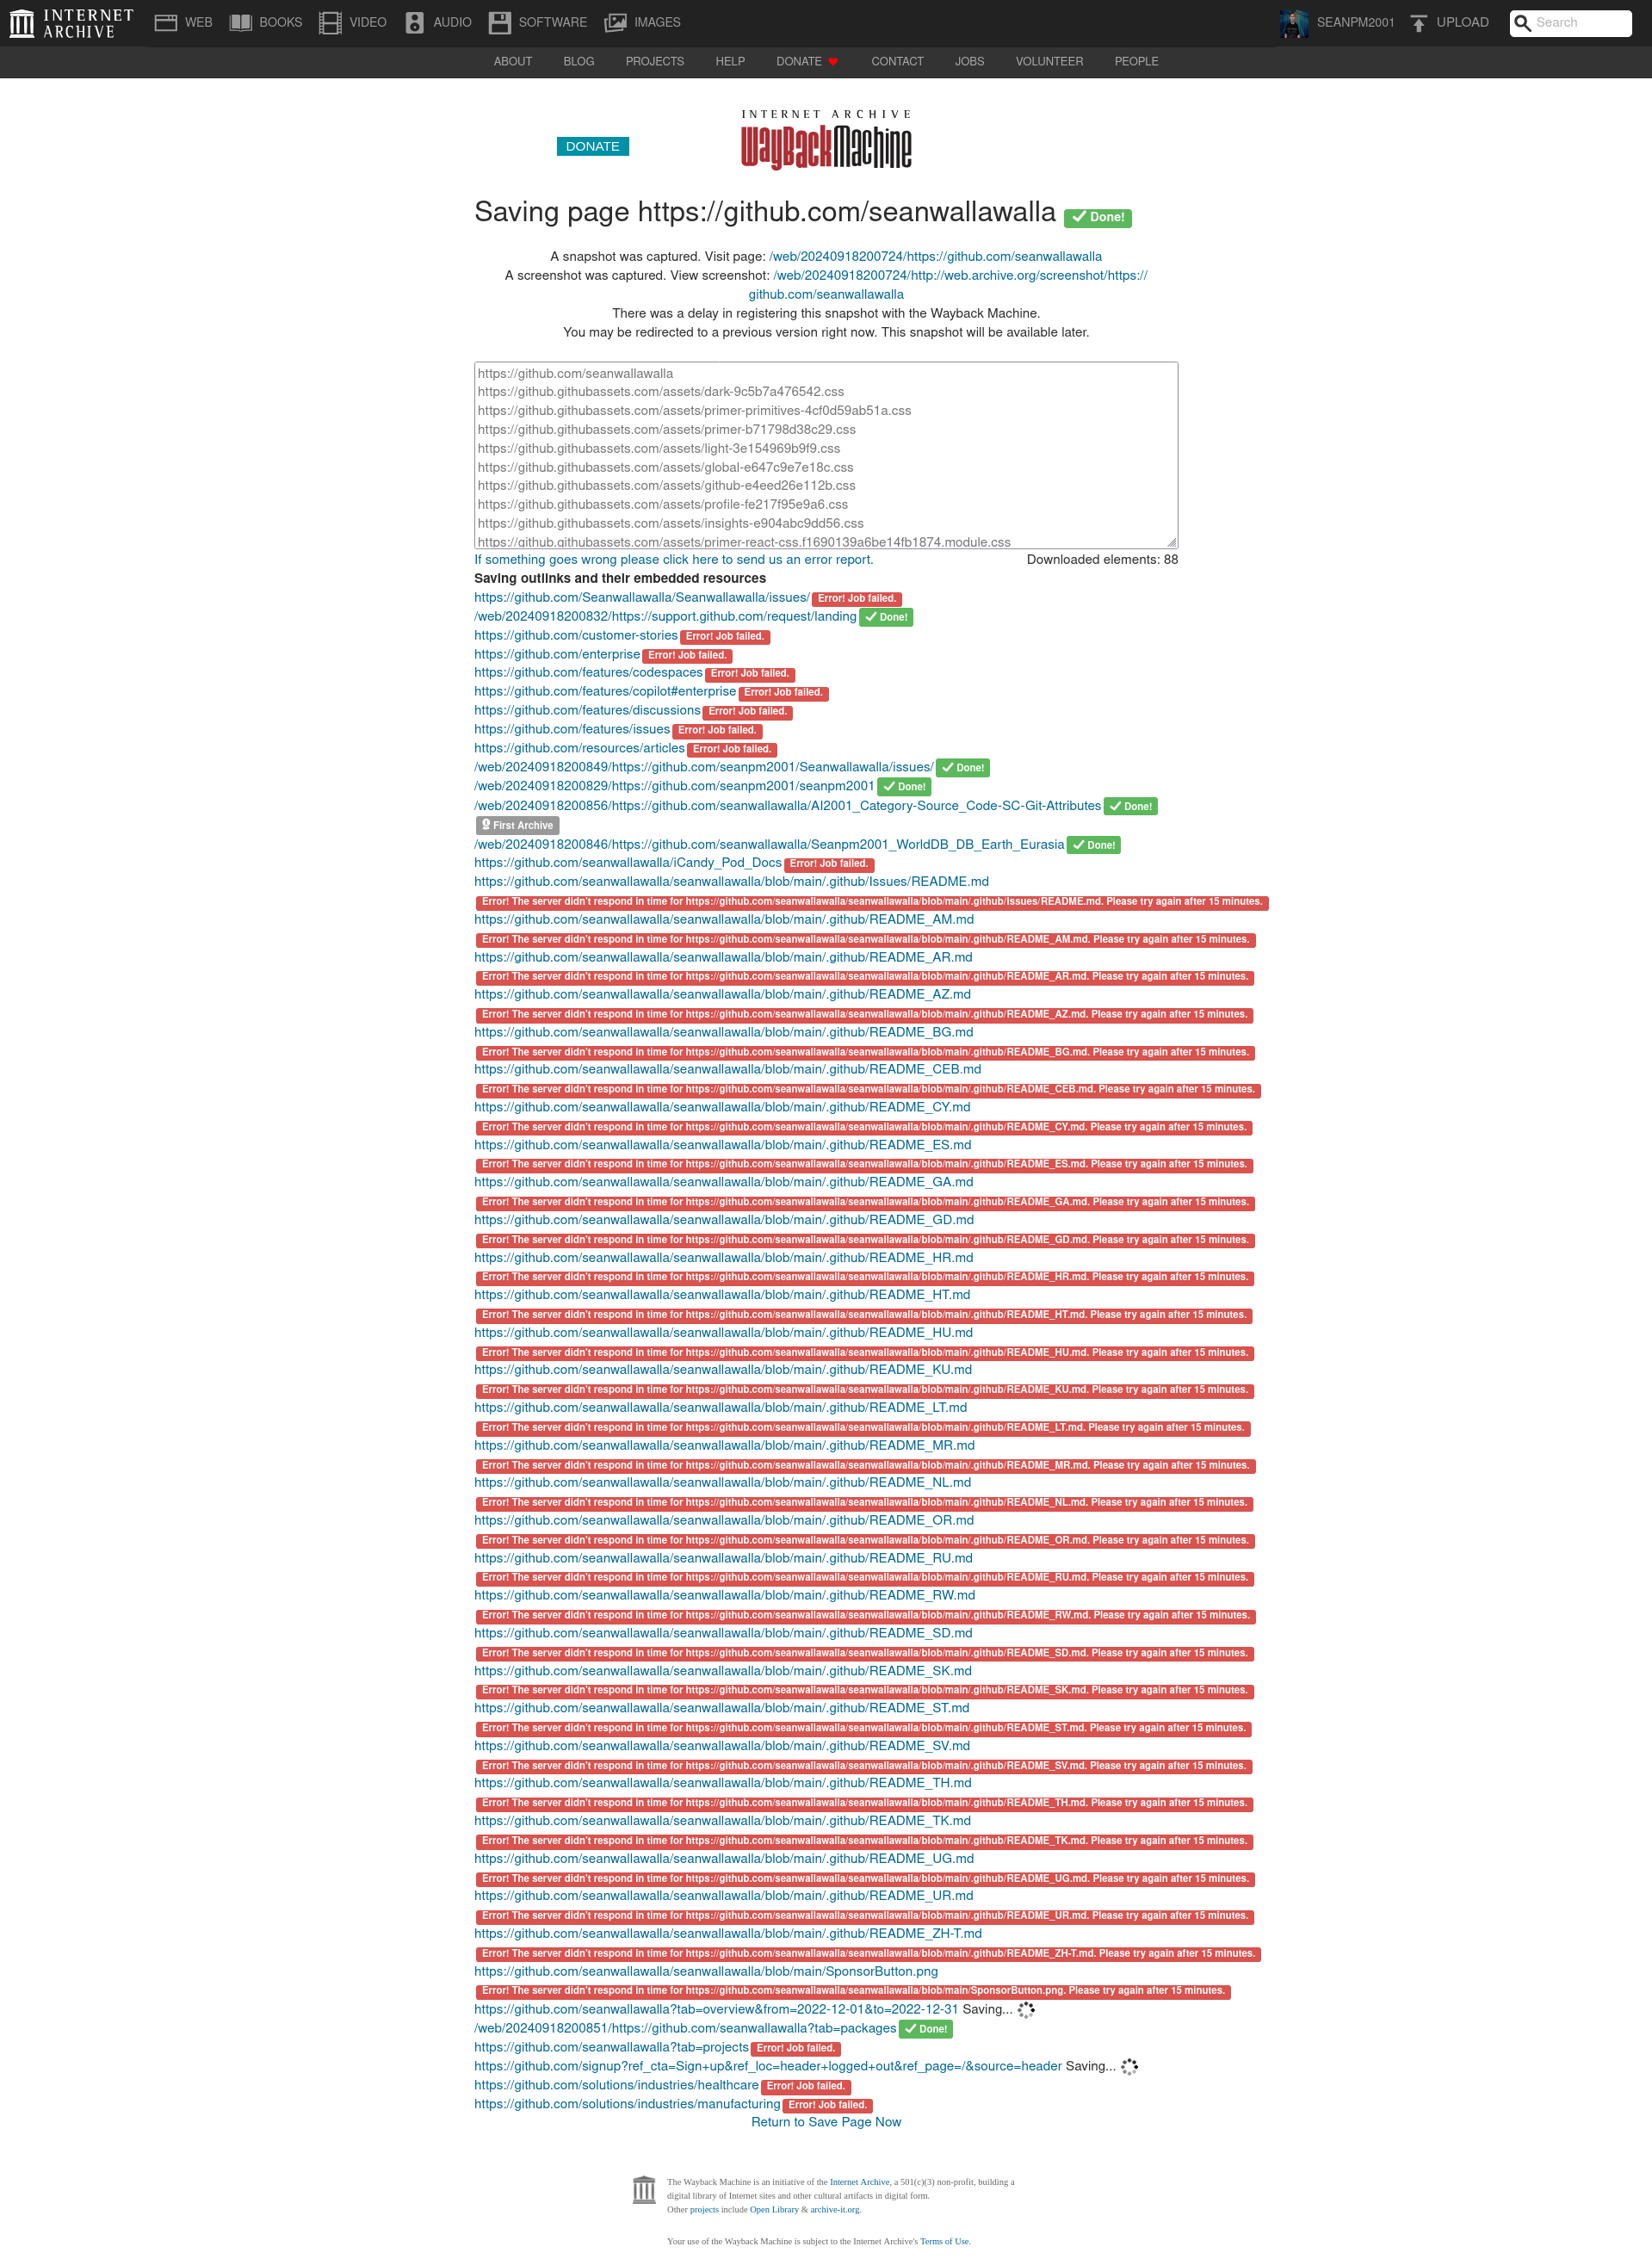 INTERNET ARCHIVE
WEB BOOKS VIDEO AUDIO SOFTWARE IMAGES SEANPM2001 UPLOAD Search
ABOUT BLOG PROJECTS HELP DONATE CONTACT JOBS VOLUNTEER PEOPLE
INTERNET ARCHIVE
WayBackMachine
DONATE
Saving page https://github.com/seanwallawalla Done!
A snapshot was captured. Visit page: /web/20240918200724/https://github.com/seanwallawalla
A screenshot was captured. View screenshot: /web/20240918200724/http://web.archive.org/screenshot/https://
github.com/seanwallawalla
There was a delay in registering this snapshot with the Wayback Machine.
You may be redirected to a previous version right now. This snapshot will be available later.
https://github.com/seanwallawalla
https://github.githubassets.com/assets/dark-9c5b7a476542.css
https://github.githubassets.com/assets/primer-primitives-4cf0d59ab51a.css
https://github.githubassets.com/assets/primer-b71798d38c29.css
https://github.githubassets.com/assets/light-3e154969b9f9.css
https://github.githubassets.com/assets/global-e647c9e7e18c.css
https://github.githubassets.com/assets/github-e4eed26e112b.css
https://github.githubassets.com/assets/profile-fe217f95e9a6.css
https://github.githubassets.com/assets/insights-e904abc9dd56.css
https://github.githubassets.com/assets/primer-react-css.f1690139a6be14fb1874.module.css
If something goes wrong please click here to send us an error report. Downloaded elements: 88
Saving outlinks and their embedded resources
https://github.com/Seanwallawalla/Seanwallawalla/issues/ Error! Job failed.
/web/20240918200832/https://support.github.com/request/landing Done!
https://github.com/customer-stories Error! Job failed.
https://github.com/enterprise Error! Job failed.
https://github.com/features/codespaces Error! Job failed.
https://github.com/features/copilot#enterprise Error! Job failed.
https://github.com/features/discussions Error! Job failed.
https://github.com/features/issues Error! Job failed.
https://github.com/resources/articles Error! Job failed.
/web/20240918200849/https://github.com/seanpm2001/Seanwallawalla/issues/ Done!
/web/20240918200829/https://github.com/seanpm2001/seanpm2001 Done!
/web/20240918200856/https://github.com/seanwallawalla/AI2001_Category-Source_Code-SC-Git-Attributes Done!
First Archive
/web/20240918200846/https://github.com/seanwallawalla/Seanpm2001_WorldDB_DB_Earth_Eurasia Done!
https://github.com/seanwallawalla/iCandy_Pod_Docs Error! Job failed.
https://github.com/seanwallawalla/seanwallawalla/blob/main/.github/Issues/README.md
Error! The server didn't respond in time for https://github.com/seanwallawalla/seanwallawalla/blob/main/.github/Issues/README.md. Please try again after 15 minutes.
https://github.com/seanwallawalla/seanwallawalla/blob/main/.github/README_AM.md
Error! The server didn't respond in time for https://github.com/seanwallawalla/seanwallawalla/blob/main/.github/README_AM.md. Please try again after 15 minutes.
https://github.com/seanwallawalla/seanwallawalla/blob/main/.github/README_AR.md
Error! The server didn't respond in time for https://github.com/seanwallawalla/seanwallawalla/blob/main/.github/README_AR.md. Please try again after 15 minutes.
https://github.com/seanwallawalla/seanwallawalla/blob/main/.github/README_AZ.md
Error! The server didn't respond in time for https://github.com/seanwallawalla/seanwallawalla/blob/main/.github/README_AZ.md. Please try again after 15 minutes.
https://github.com/seanwallawalla/seanwallawalla/blob/main/.github/README_BG.md
Error! The server didn't respond in time for https://github.com/seanwallawalla/seanwallawalla/blob/main/.github/README_BG.md. Please try again after 15 minutes.
https://github.com/seanwallawalla/seanwallawalla/blob/main/.github/README_CEB.md
Error! The server didn't respond in time for https://github.com/seanwallawalla/seanwallawalla/blob/main/.github/README_CEB.md. Please try again after 15 minutes.
https://github.com/seanwallawalla/seanwallawalla/blob/main/.github/README_CY.md
Error! The server didn't respond in time for https://github.com/seanwallawalla/seanwallawalla/blob/main/.github/README_CY.md. Please try again after 15 minutes.
https://github.com/seanwallawalla/seanwallawalla/blob/main/.github/README_ES.md
Error! The server didn't respond in time for https://github.com/seanwallawalla/seanwallawalla/blob/main/.github/README_ES.md. Please try again after 15 minutes.
https://github.com/seanwallawalla/seanwallawalla/blob/main/.github/README_GA.md
Error! The server didn't respond in time for https://github.com/seanwallawalla/seanwallawalla/blob/main/.github/README_GA.md. Please try again after 15 minutes.
https://github.com/seanwallawalla/seanwallawalla/blob/main/.github/README_GD.md
Error! The server didn't respond in time for https://github.com/seanwallawalla/seanwallawalla/blob/main/.github/README_GD.md. Please try again after 15 minutes.
https://github.com/seanwallawalla/seanwallawalla/blob/main/.github/README_HR.md
Error! The server didn't respond in time for https://github.com/seanwallawalla/seanwallawalla/blob/main/.github/README_HR.md. Please try again after 15 minutes.
https://github.com/seanwallawalla/seanwallawalla/blob/main/.github/README_HT.md
Error! The server didn't respond in time for https://github.com/seanwallawalla/seanwallawalla/blob/main/.github/README_HT.md. Please try again after 15 minutes.
https://github.com/seanwallawalla/seanwallawalla/blob/main/.github/README_HU.md
Error! The server didn't respond in time for https://github.com/seanwallawalla/seanwallawalla/blob/main/.github/README_HU.md. Please try again after 15 minutes.
https://github.com/seanwallawalla/seanwallawalla/blob/main/.github/README_KU.md
Error! The server didn't respond in time for https://github.com/seanwallawalla/seanwallawalla/blob/main/.github/README_KU.md. Please try again after 15 minutes.
https://github.com/seanwallawalla/seanwallawalla/blob/main/.github/README_LT.md
Error! The server didn't respond in time for https://github.com/seanwallawalla/seanwallawalla/blob/main/.github/README_LT.md. Please try again after 15 minutes.
https://github.com/seanwallawalla/seanwallawalla/blob/main/.github/README_MR.md
Error! The server didn't respond in time for https://github.com/seanwallawalla/seanwallawalla/blob/main/.github/README_MR.md. Please try again after 15 minutes.
https://github.com/seanwallawalla/seanwallawalla/blob/main/.github/README_NL.md
Error! The server didn't respond in time for https://github.com/seanwallawalla/seanwallawalla/blob/main/.github/README_NL.md. Please try again after 15 minutes.
https://github.com/seanwallawalla/seanwallawalla/blob/main/.github/README_OR.md
Error! The server didn't respond in time for https://github.com/seanwallawalla/seanwallawalla/blob/main/.github/README_OR.md. Please try again after 15 minutes.
https://github.com/seanwallawalla/seanwallawalla/blob/main/.github/README_RU.md
Error! The server didn't respond in time for https://github.com/seanwallawalla/seanwallawalla/blob/main/.github/README_RU.md. Please try again after 15 minutes.
https://github.com/seanwallawalla/seanwallawalla/blob/main/.github/README_RW.md
Error! The server didn't respond in time for https://github.com/seanwallawalla/seanwallawalla/blob/main/.github/README_RW.md. Please try again after 15 minutes.
https://github.com/seanwallawalla/seanwallawalla/blob/main/.github/README_SD.md
Error! The server didn't respond in time for https://github.com/seanwallawalla/seanwallawalla/blob/main/.github/README_SD.md. Please try again after 15 minutes.
https://github.com/seanwallawalla/seanwallawalla/blob/main/.github/README_SK.md
Error! The server didn't respond in time for https://github.com/seanwallawalla/seanwallawalla/blob/main/.github/README_SK.md. Please try again after 15 minutes.
https://github.com/seanwallawalla/seanwallawalla/blob/main/.github/README_ST.md
Error! The server didn't respond in time for https://github.com/seanwallawalla/seanwallawalla/blob/main/.github/README_ST.md. Please try again after 15 minutes.
https://github.com/seanwallawalla/seanwallawalla/blob/main/.github/README_SV.md
Error! The server didn't respond in time for https://github.com/seanwallawalla/seanwallawalla/blob/main/.github/README_SV.md. Please try again after 15 minutes.
https://github.com/seanwallawalla/seanwallawalla/blob/main/.github/README_TH.md
Error! The server didn't respond in time for https://github.com/seanwallawalla/seanwallawalla/blob/main/.github/README_TH.md. Please try again after 15 minutes.
https://github.com/seanwallawalla/seanwallawalla/blob/main/.github/README_TK.md
Error! The server didn't respond in time for https://github.com/seanwallawalla/seanwallawalla/blob/main/.github/README_TK.md. Please try again after 15 minutes.
https://github.com/seanwallawalla/seanwallawalla/blob/main/.github/README_UG.md
Error! The server didn't respond in time for https://github.com/seanwallawalla/seanwallawalla/blob/main/.github/README_UG.md. Please try again after 15 minutes.
https://github.com/seanwallawalla/seanwallawalla/blob/main/.github/README_UR.md
Error! The server didn't respond in time for https://github.com/seanwallawalla/seanwallawalla/blob/main/.github/README_UR.md. Please try again after 15 minutes.
https://github.com/seanwallawalla/seanwallawalla/blob/main/.github/README_ZH-T.md
Error! The server didn't respond in time for https://github.com/seanwallawalla/seanwallawalla/blob/main/.github/README_ZH-T.md. Please try again after 15 minutes.
https://github.com/seanwallawalla/seanwallawalla/blob/main/SponsorButton.png
Error! The server didn't respond in time for https://github.com/seanwallawalla/seanwallawalla/blob/main/SponsorButton.png. Please try again after 15 minutes.
https://github.com/seanwallawalla?tab=overview&from=2022-12-01&to=2022-12-31 Saving...
/web/20240918200851/https://github.com/seanwallawalla?tab=packages Done!
https://github.com/seanwallawalla?tab=projects Error! Job failed.
https://github.com/signup?ref_cta=Sign+up&ref_loc=header+logged+out&ref_page=/&source=header Saving...
https://github.com/solutions/industries/healthcare Error! Job failed.
https://github.com/solutions/industries/manufacturing Error! Job failed.
Return to Save Page Now
The Wayback Machine is an initiative of the Internet Archive, a 501(c)(3) non-profit, building a
digital library of Internet sites and other cultural artifacts in digital form.
Other projects include Open Library & archive-it.org.
Your use of the Wayback Machine is subject to the Internet Archive's Terms of Use.